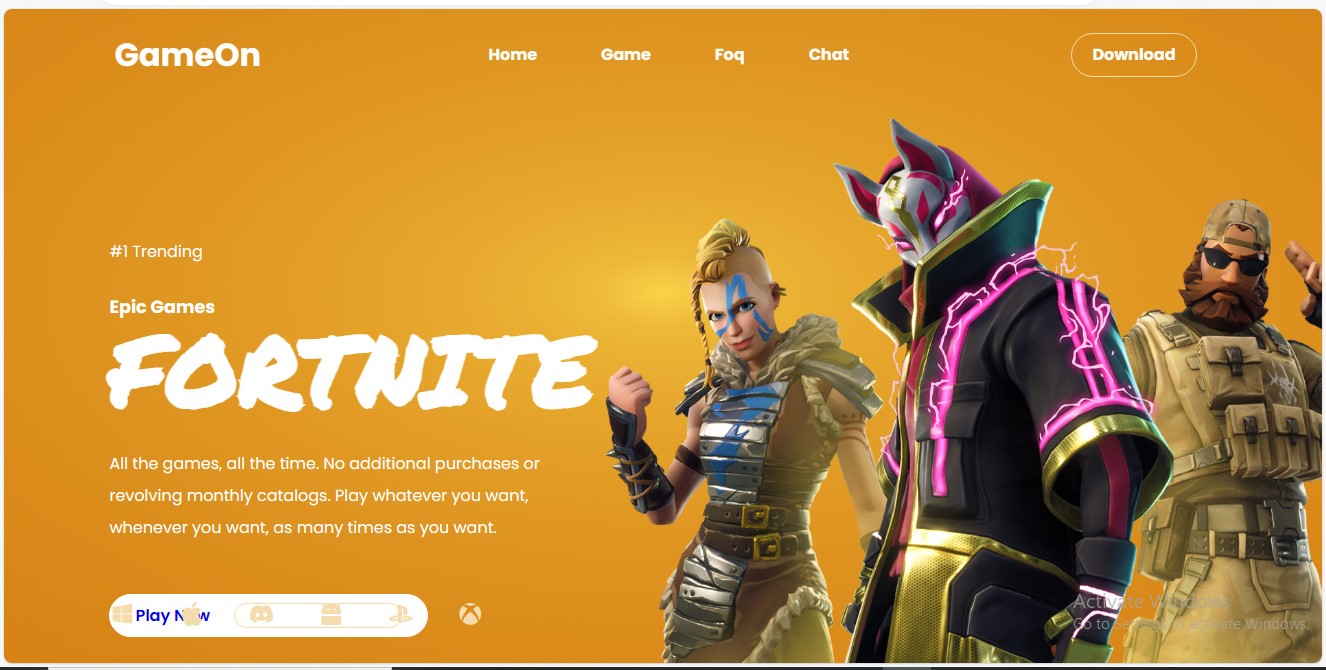 GameOn
Home
Game
Foq
Chat
Download
#1 Trending
Epic Games
FORTNITE
All the games, all the time. No additional purchases or
revolving monthly catalogs. Play whatever you want,
whenever you want, as many times as you want.
Play Now
Activate Windows
Go to Settings to activate Windows.